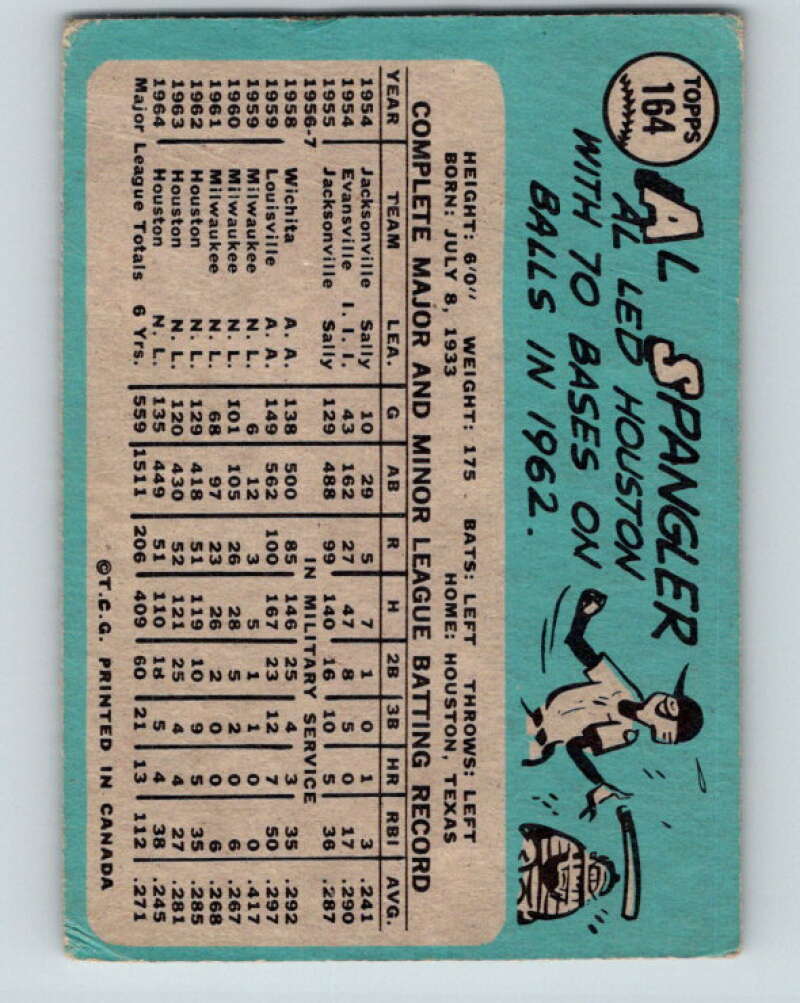 TOPPS
164
AL SPANGLER
AL LED HOUSTON
WITH 70 BASES ON
BALLS IN 1962.
HEIGHT: 6'0" WEIGHT: 175 BATS: LEFT THROWS: LEFT
BORN: JULY 8, 1933 HOME: HOUSTON, TEXAS
COMPLETE MAJOR AND MINOR LEAGUE BATTING RECORD
YEAR TEAM LEA. G AB R H 2B 3B HR RBI AVG.
1954 Jacksonville Sally 10 29 5 7 1 0 1 3 .241
1954 Evansville I. I. I. 43 162 27 47 8 5 0 17 .290
1955 Jacksonville Sally 129 488 99 140 16 10 5 36 .287
1956-7 IN MILITARY SERVICE
1958 Wichita A. A. 138 500 85 146 25 4 3 35 .292
1959 Louisville A. A. 149 562 100 167 23 12 7 50 .297
1959 Milwaukee N. L. 6 12 3 5 1 1 0 0 .417
1960 Milwaukee N. L. 101 105 26 28 5 2 0 6 .267
1961 Milwaukee N. L. 68 97 23 26 2 0 0 6 .268
1962 Houston N. L. 129 418 51 119 10 9 5 35 .285
1963 Houston N. L. 120 430 52 121 25 4 4 27 .281
1964 Houston N. L. 135 449 51 110 18 5 4 38 .245
Major League Totals 6 Yrs. 559 1511 206 409 60 21 13 112 .271
©T.C.G. PRINTED IN CANADA